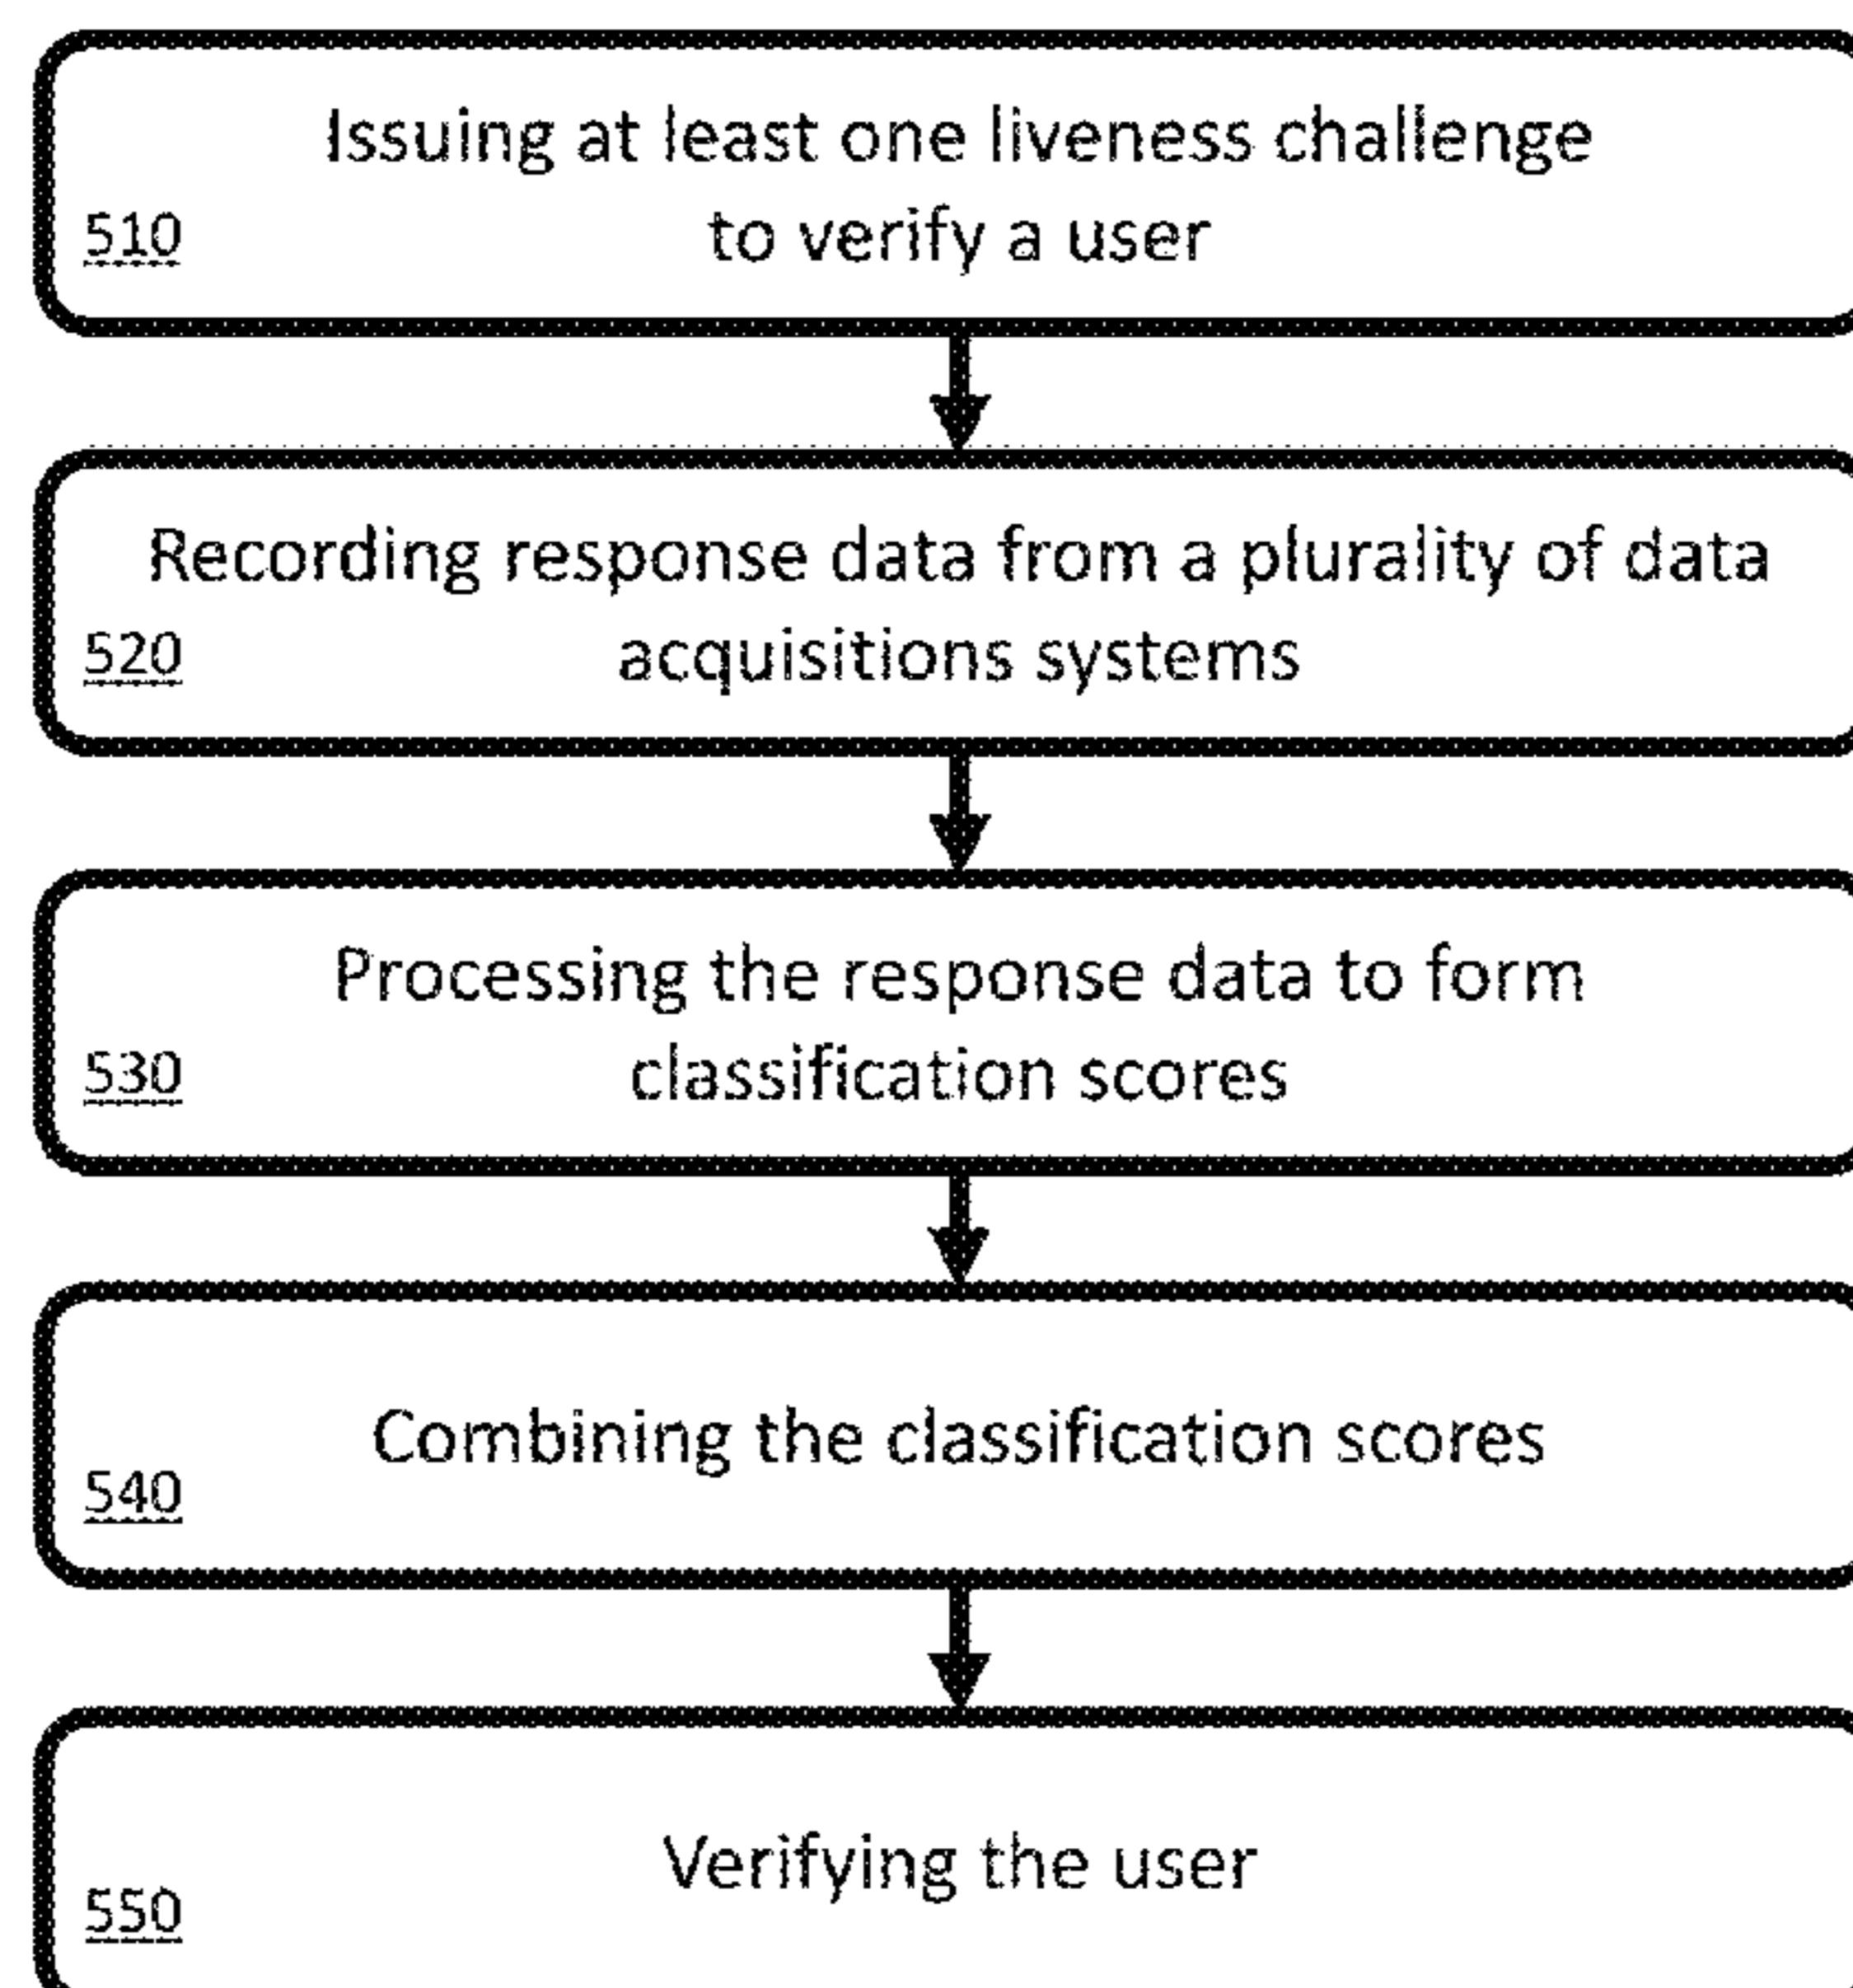 Issuing at least one liveness challenge
to verify a user
510
Recording response data from a plurality of data
acquisitions systems
520
Processing the response data to form
classification scores
530
Combining the classification scores
540
Verifying the user
550